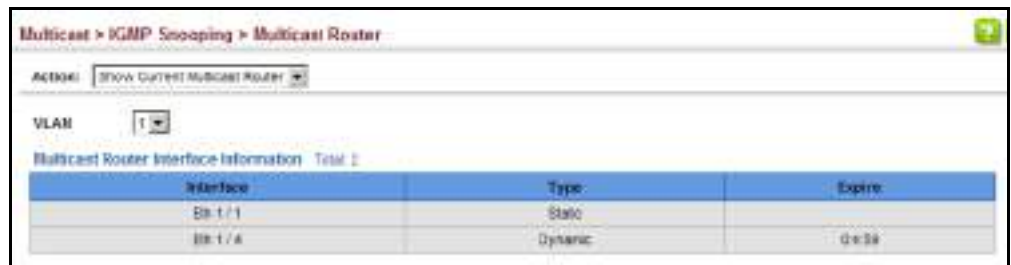 Multicast > IGMP Snooping > Multicast Router
Action: Show Current Multicast Router
VLAN 1
Multicast Router Interface Information Total: 2
Interface Type Expire
Eth 1 / 1 Static
Eth 1 / 4 Dynamic